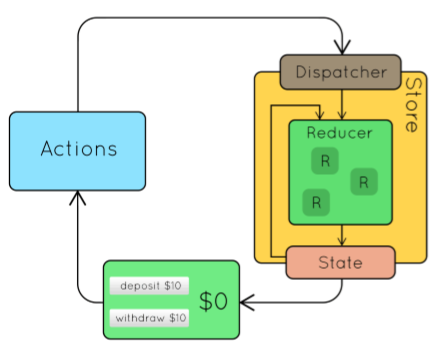 Dispatcher
Store
Reducer
R
R
R
Actions
State
deposit $10
withdraw $10
$0